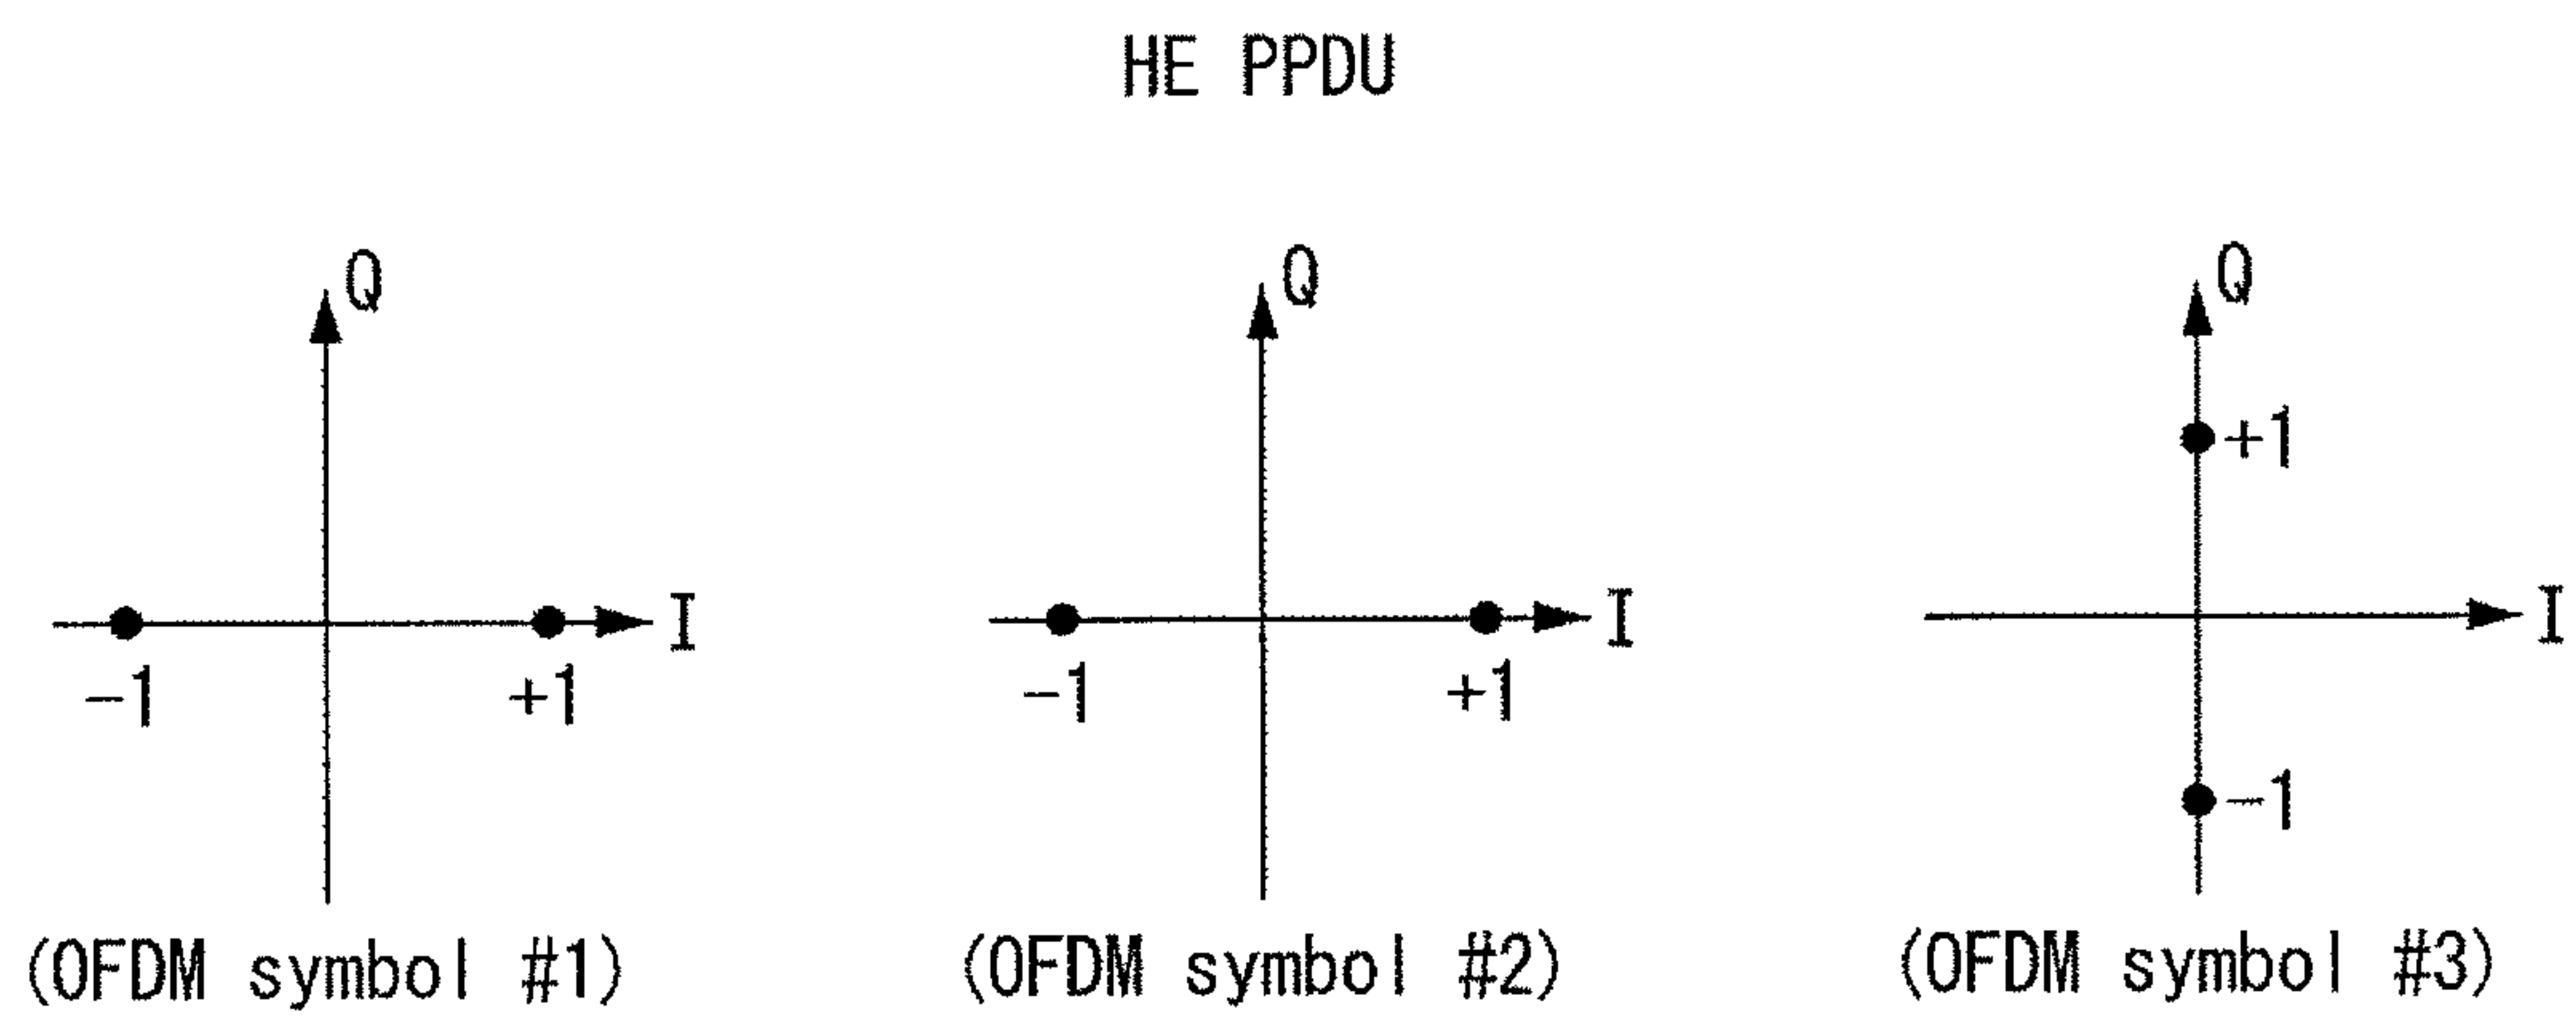 HE PPDU
Q
I
-1
+1
(OFDM symbol #1)
Q
I
-1
+1
(OFDM symbol #2)
Q
+1
I
-1
(OFDM symbol #3)